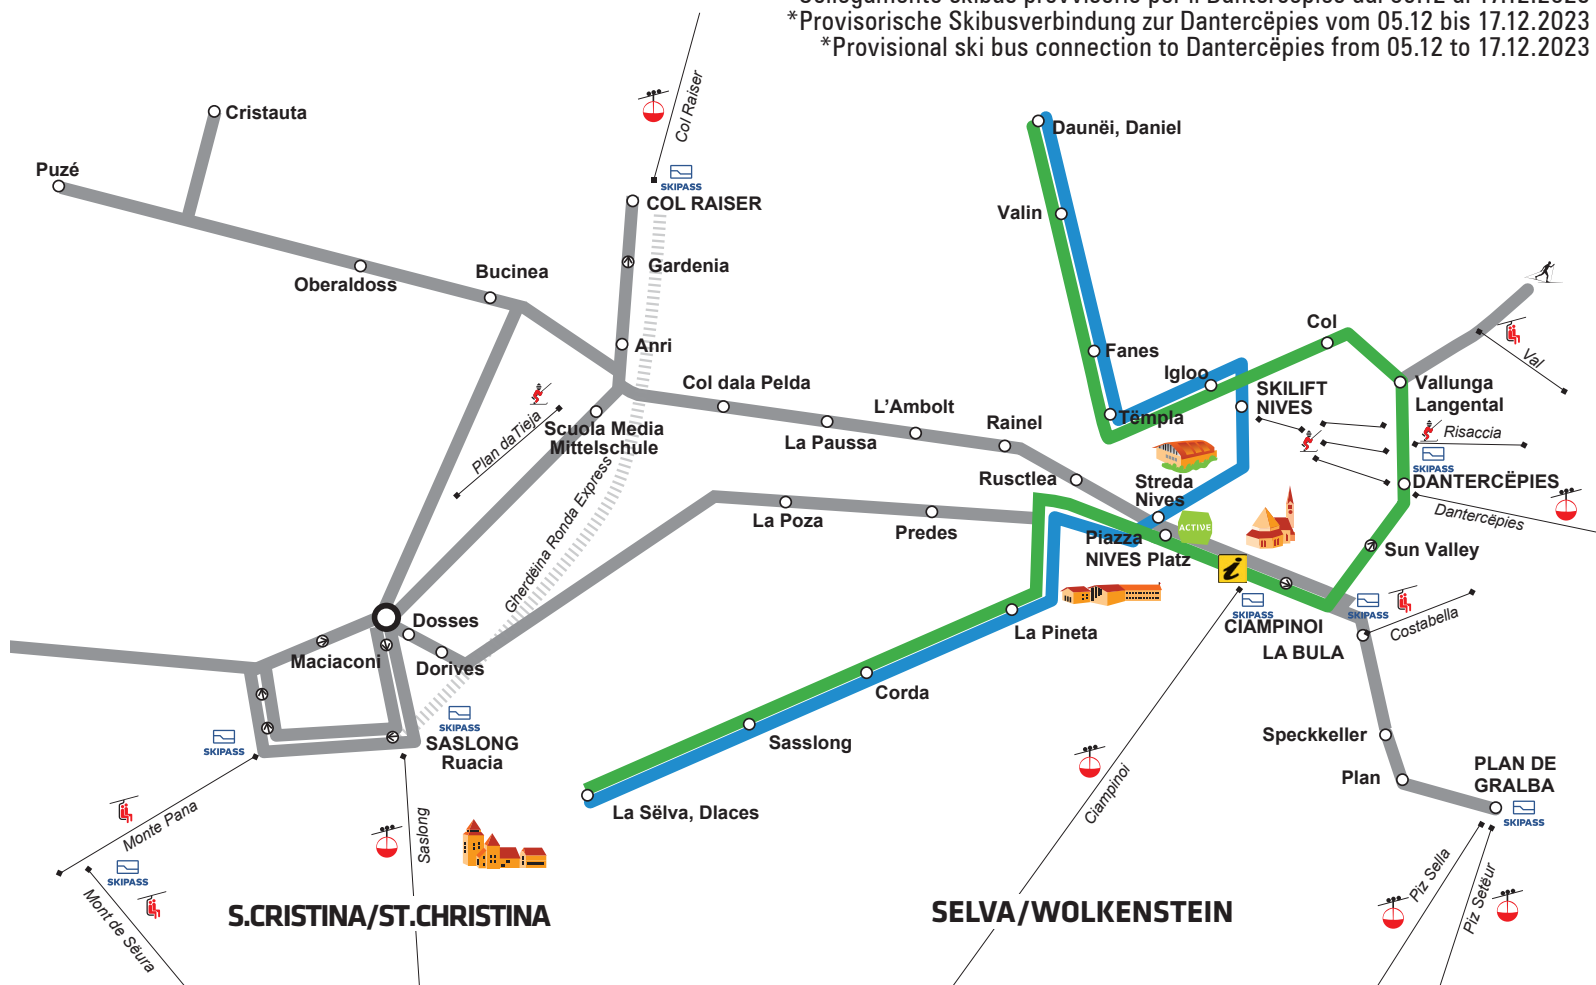 *Provisorische Skibusverbindung zur Dantercëpies vom 05.12 bis 17.12.2023
*Provisional ski bus connection to Dantercëpies from 05.12 to 17.12.2023
Cristauta
Puzé
Oberaldoss
Bucinea
Col Raiser
SKIPASS
COL RAISER
Gardenia
Anri
Col dala Pelda
La Paussa
L'Ambolt
Rainel
Rusctlea
Plan daTieja
Scuola Media
Mittelschule
Gherdëina Ronda Express
La Poza
Predes
Dosses
Dorives
Maciaconi
SKIPASS
SKIPASS
SASLONG
Ruacia
Monte Pana
SKIPASS
Mont de Sëura
Saslong
S.CRISTINA/ST.CHRISTINA
Daunëi, Daniel
Valin
Fanes
Tëmpla
Igloo
Col
SKILIFT
NIVES
Vallunga
Langental
Val
Risaccia
SKIPASS
DANTERCËPIES
Dantercëpies
Sun Valley
Streda
Nives
ACTIVE
Piazza
NIVES Platz
i
SKIPASS
CIAMPINOI
SKIPASS
Costabella
LA BULA
La Pineta
Corda
Sasslong
La Sëlva, Dlaces
Ciampinoi
Speckkeller
Plan
PLAN DE
GRALBA
SKIPASS
Piz Sella
Piz Setëur
SELVA/WOLKENSTEIN